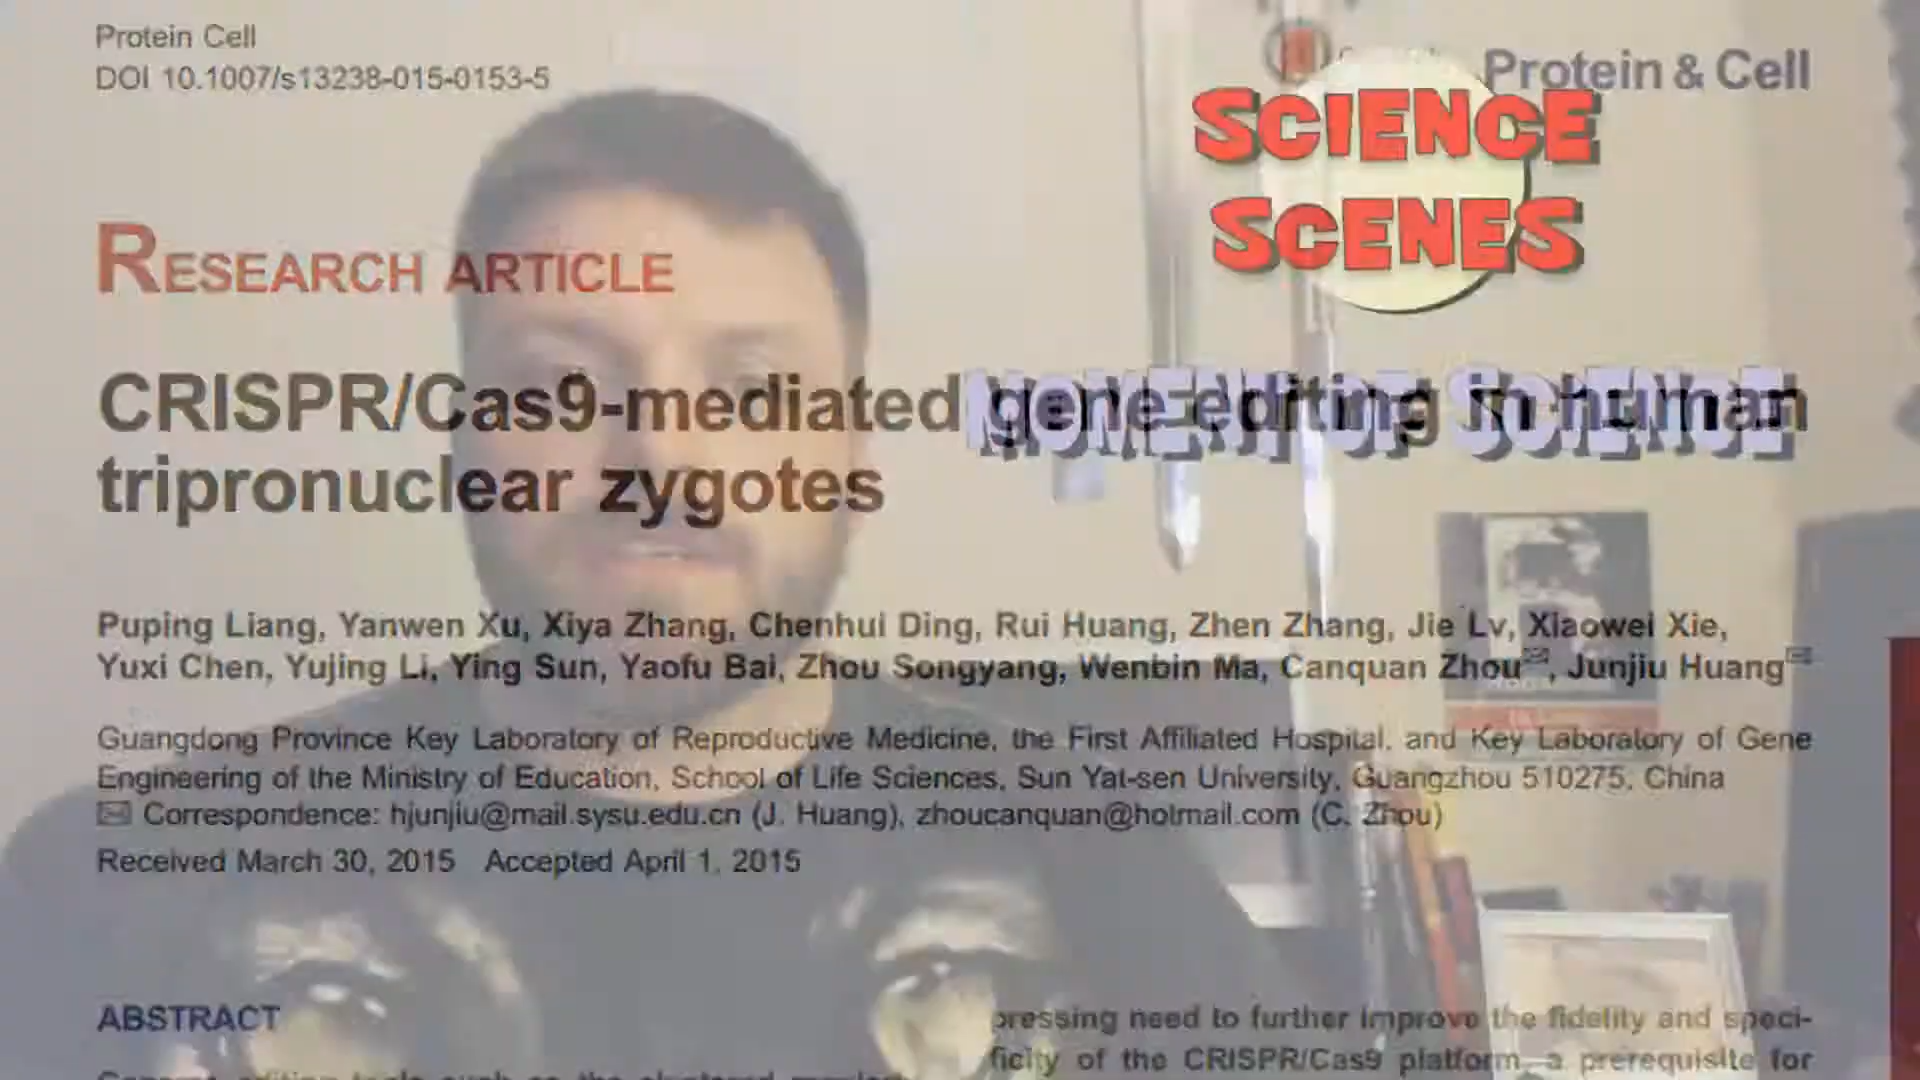 Protein Cell
DOI 10.1007/s13238-015-0153-5
Protein & Cell
SCIENCE
SCENES
RESEARCH ARTICLE
CRISPR/Cas9-mediated gene editing in human
MOMENT OF SCIENCE
tripronuclear zygotes
Puping Liang, Yanwen Xu, Xiya Zhang, Chenhui Ding, Rui Huang, Zhen Zhang, Jie Lv, Xiaowei Xie,
Yuxi Chen, Yujing Li, Ying Sun, Yaofu Bai, Zhou Songyang, Wenbin Ma, Canquan Zhou✉, Junjiu Huang✉
Guangdong Province Key Laboratory of Reproductive Medicine, the First Affiliated Hospital, and Key Laboratory of Gene
Engineering of the Ministry of Education, School of Life Sciences, Sun Yat-sen University, Guangzhou 510275, China
✉ Correspondence: hjunjiu@mail.sysu.edu.cn (J. Huang), zhoucanquan@hotmail.com (C. Zhou)
Received March 30, 2015 Accepted April 1, 2015
ABSTRACT
pressing need to further improve the fidelity and speci-
ficity of the CRISPR/Cas9 platform, a prerequisite for